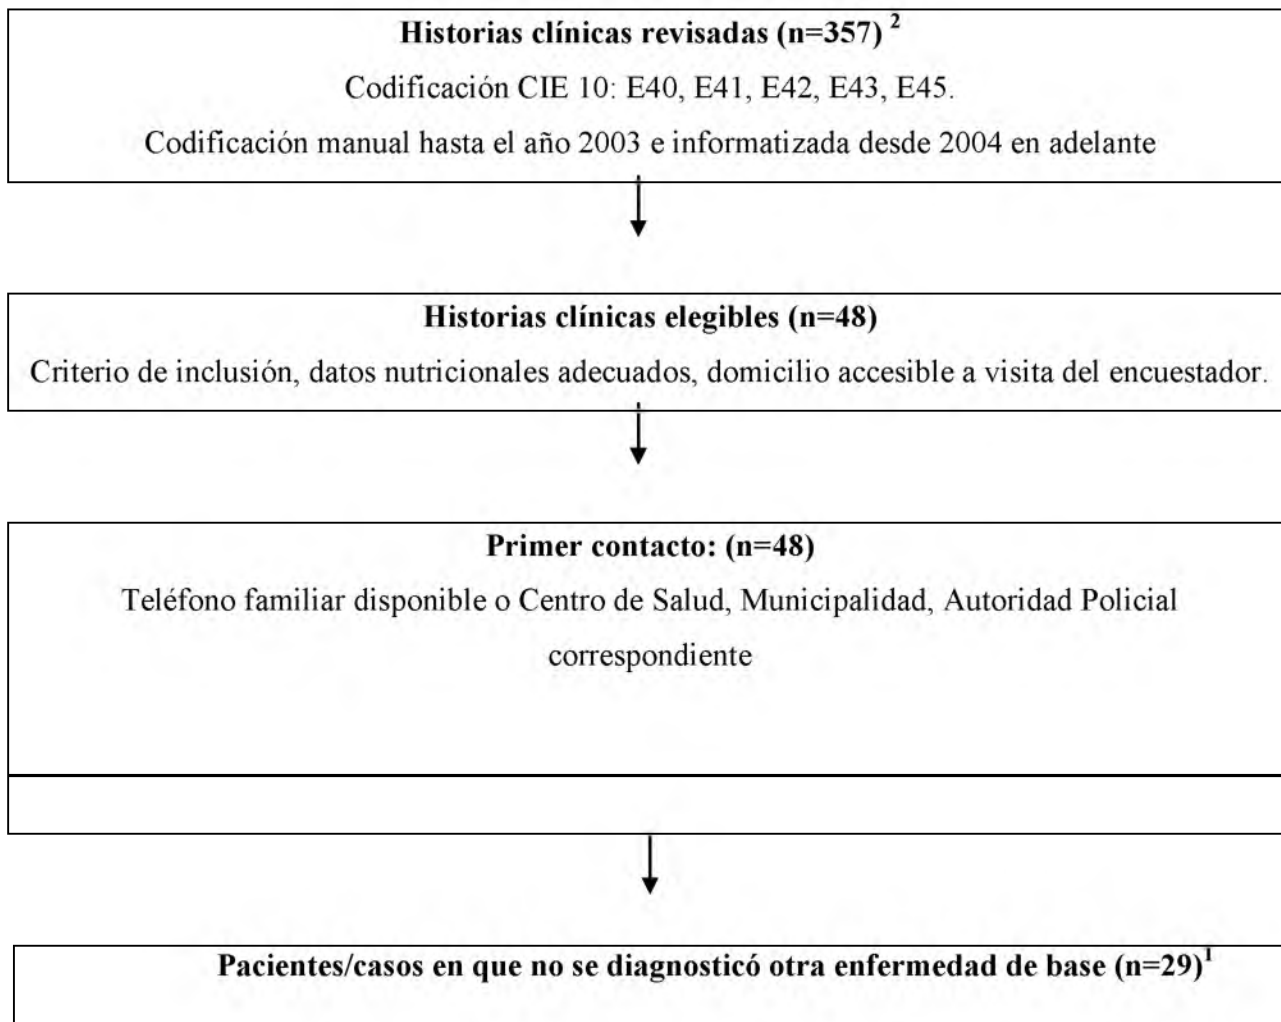 Historias clínicas revisadas (n=357) 2
Codificación CIE 10: E40, E41, E42, E43, E45.
Codificación manual hasta el año 2003 e informatizada desde 2004 en adelante
Historias clínicas elegibles (n=48)
Criterio de inclusión, datos nutricionales adecuados, domicilio accesible a visita del encuestador.
Primer contacto: (n=48)
Teléfono familiar disponible o Centro de Salud, Municipalidad, Autoridad Policial
correspondiente
Pacientes/casos en que no se diagnosticó otra enfermedad de base (n=29)1